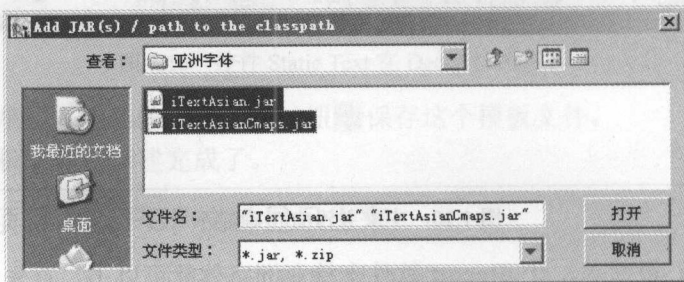 Add JAR(s) / path to the classpath
查看：
亚洲字体
iTextAsian.jar
iTextAsianCmaps.jar
我最近的文档
桌面
文件名：
"iTextAsian.jar" "iTextAsianCmaps.jar"
打开
文件类型：
*.jar, *.zip
取消